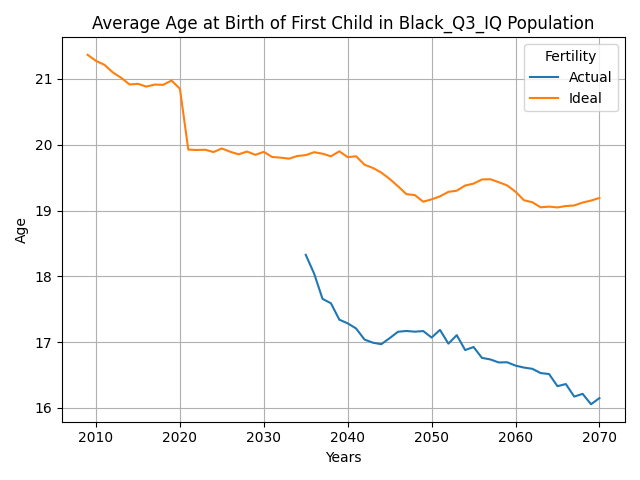 Average Age at Birth of First Child in Black_Q3_IQ Population
Fertility
Actual
Ideal
21
20
19
18
17
16
Age
2010 2020 2030 2040 2050 2060 2070
Years